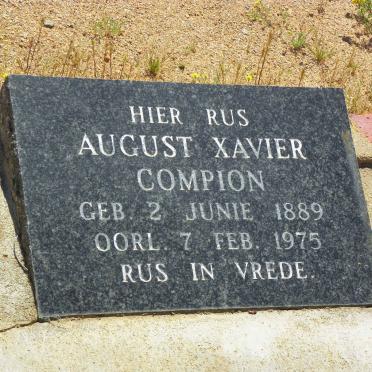 HIER RUS
AUGUST XAVIER
COMPION
GEB. 2 JUNIE 1889
OORL. 7 FEB. 1975
RUS IN VREDE.